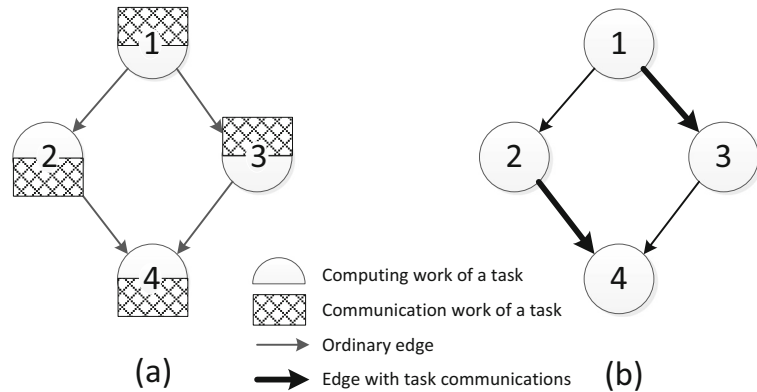 1
1
2
3
2
3
4
4
Computing work of a task
Communication work of a task
Ordinary edge
Edge with task communications
(a)
(b)